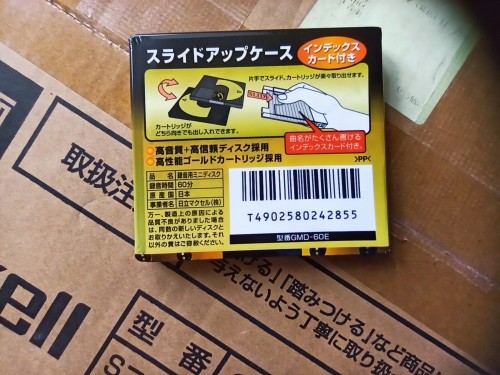 スライドアップケース
インデックス
カード付き
片手でスライド、カートリッジが楽々取り出せます。
カートリッジが
どちら向きでも出し入れできます。
曲名がたくさん書ける
インデックスカード付き。
高音質+高信頼ディスク採用
高性能ゴールドカートリッジ採用
PP
品 名 録音用ミニディスク
録音時間 60分
原産国 日本
事業者名 日立マクセル(株)
万一、製造上の原因による
品質不良がありました場合
は、同数の新しいディスクと
お取りかえいたします。それ
以外の責はご容赦ください。
T4902580242855
型番GMD-60E
取扱注
ell
型番
ける」「踏みつける」など商品
与えないよう丁寧に取り扱